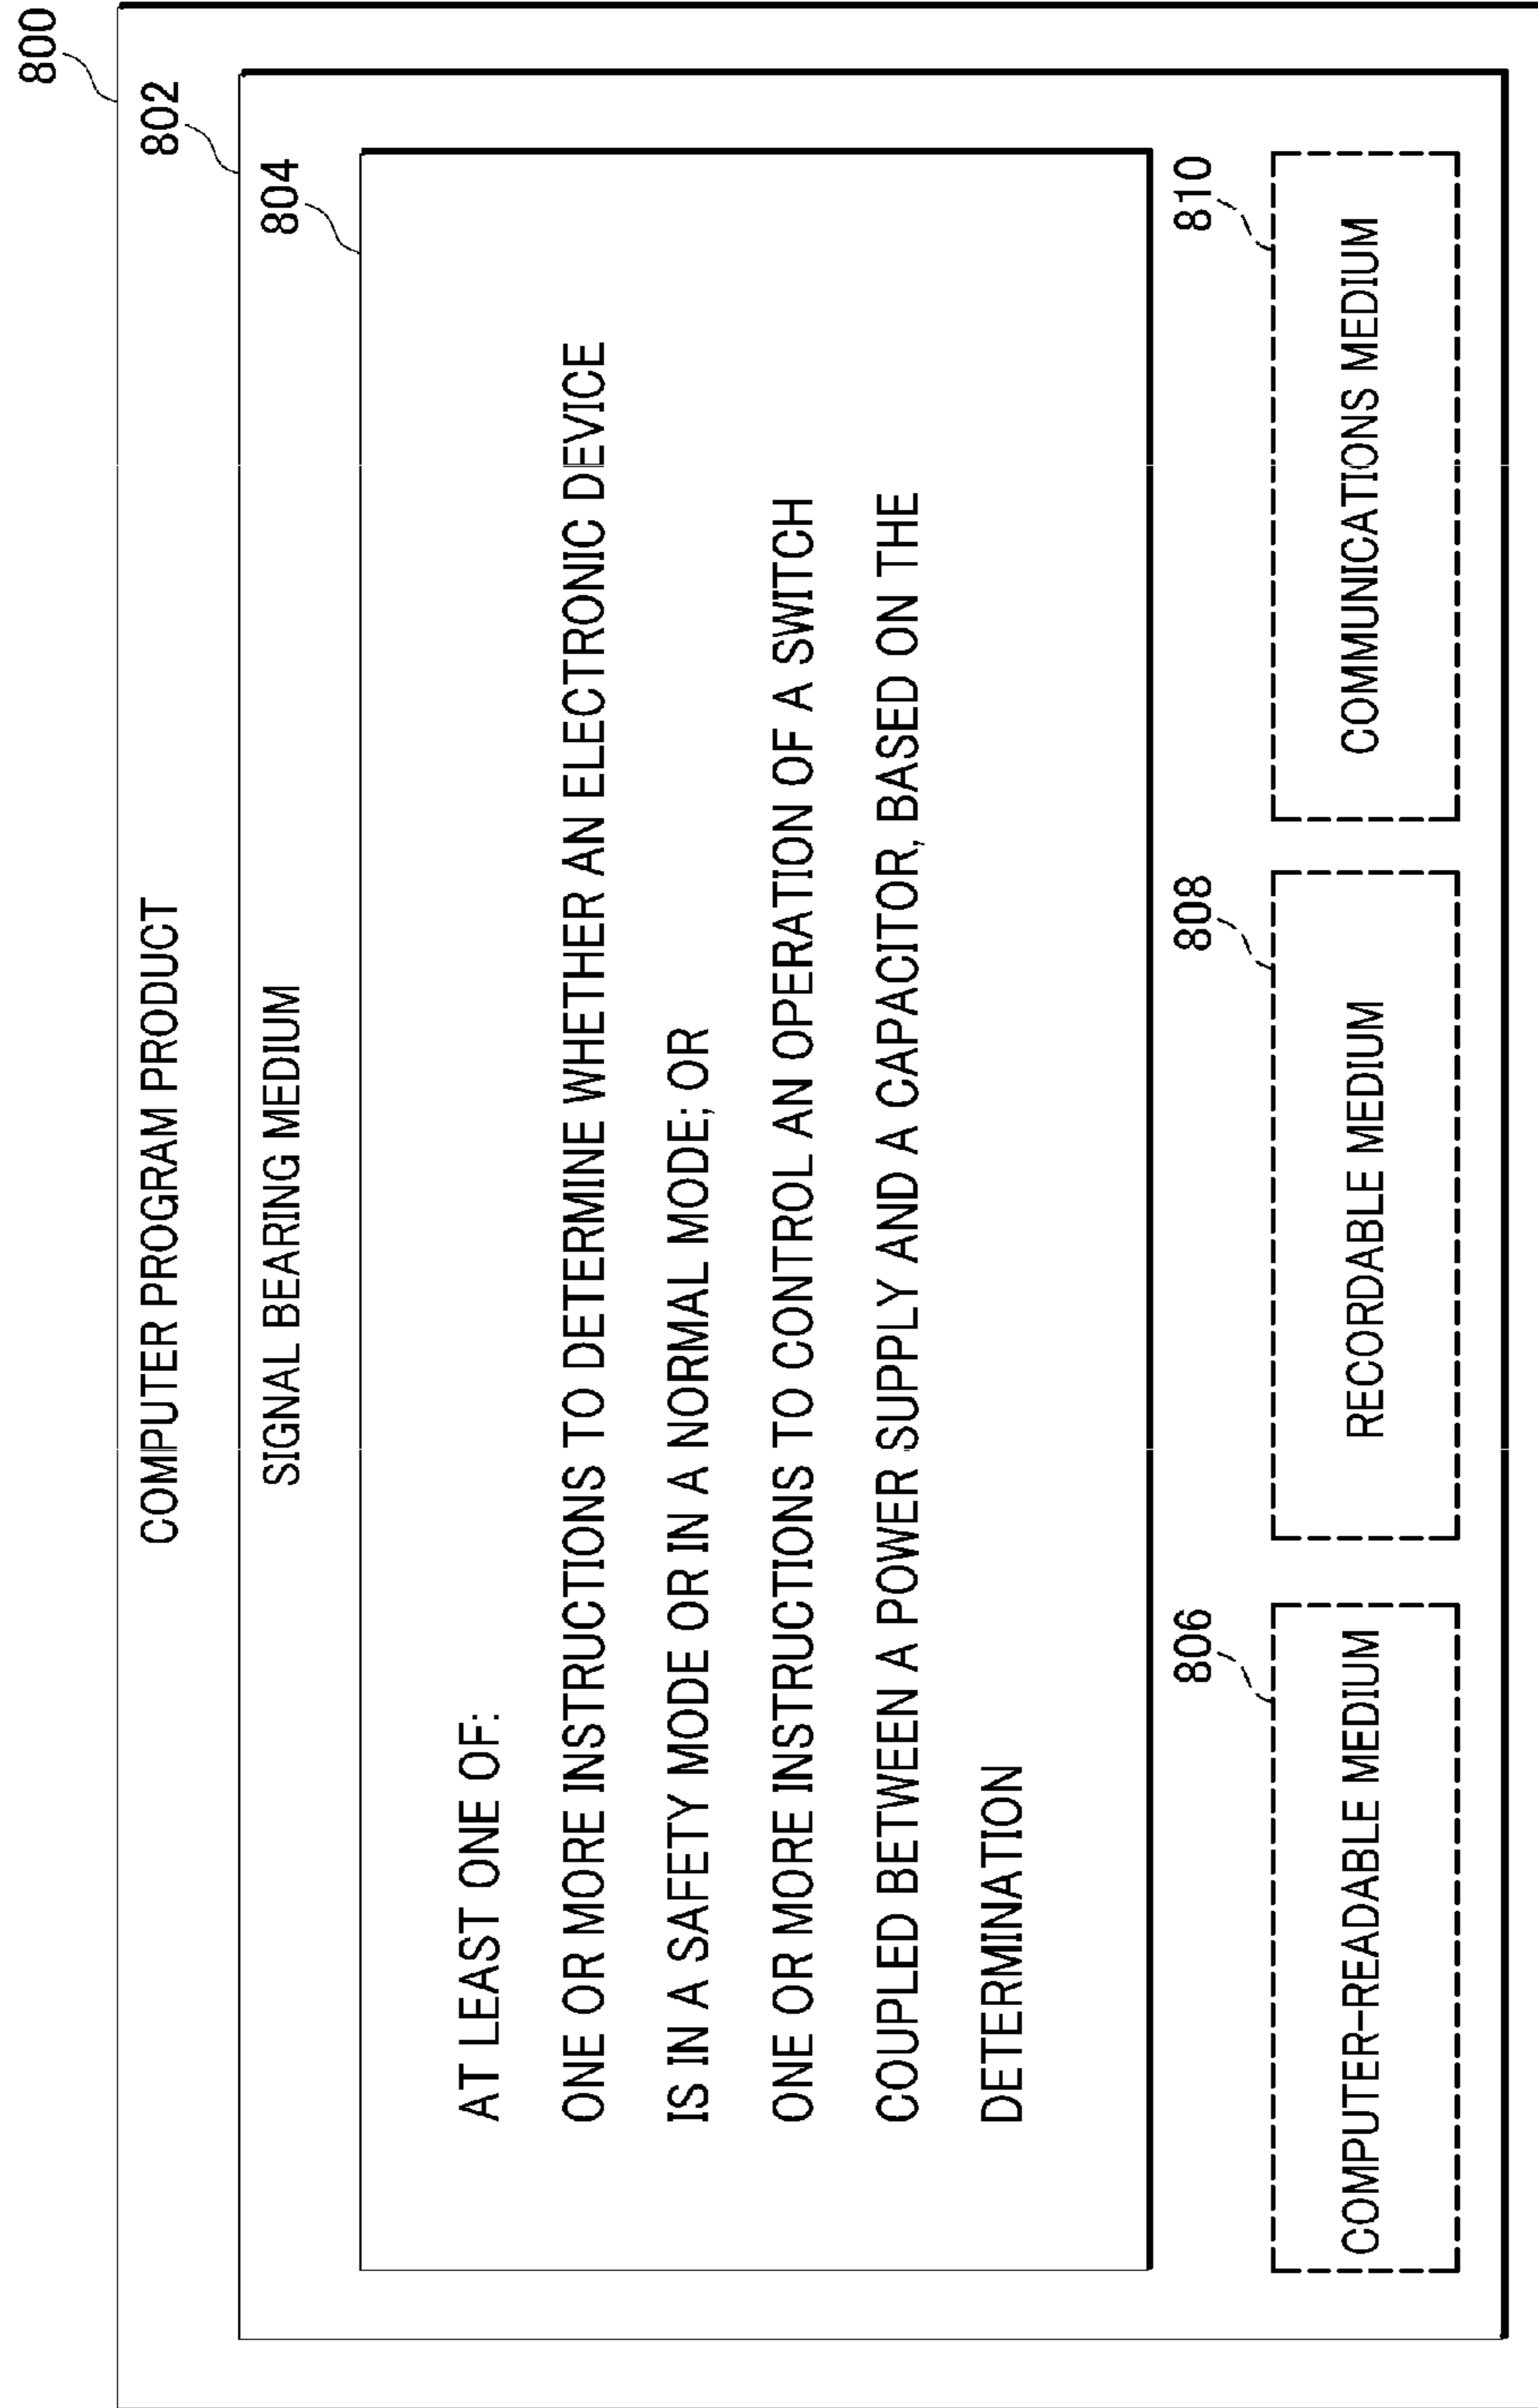 800
COMPUTER PROGRAM PRODUCT
802
SIGNAL BEARING MEDIUM
804
AT LEAST ONE OF:
ONE OR MORE INSTRUCTIONS TO DETERMINE WHETHER AN ELECTRONIC DEVICE
IS IN A SAFETY MODE OR IN A NORMAL MODE; OR
ONE OR MORE INSTRUCTIONS TO CONTROL AN OPERATION OF A SWITCH
COUPLED BETWEEN A POWER SUPPLY AND A CAPACITOR, BASED ON THE
DETERMINATION
806
808
810
COMPUTER-READABLE MEDIUM
RECORDABLE MEDIUM
COMMUNICATIONS MEDIUM